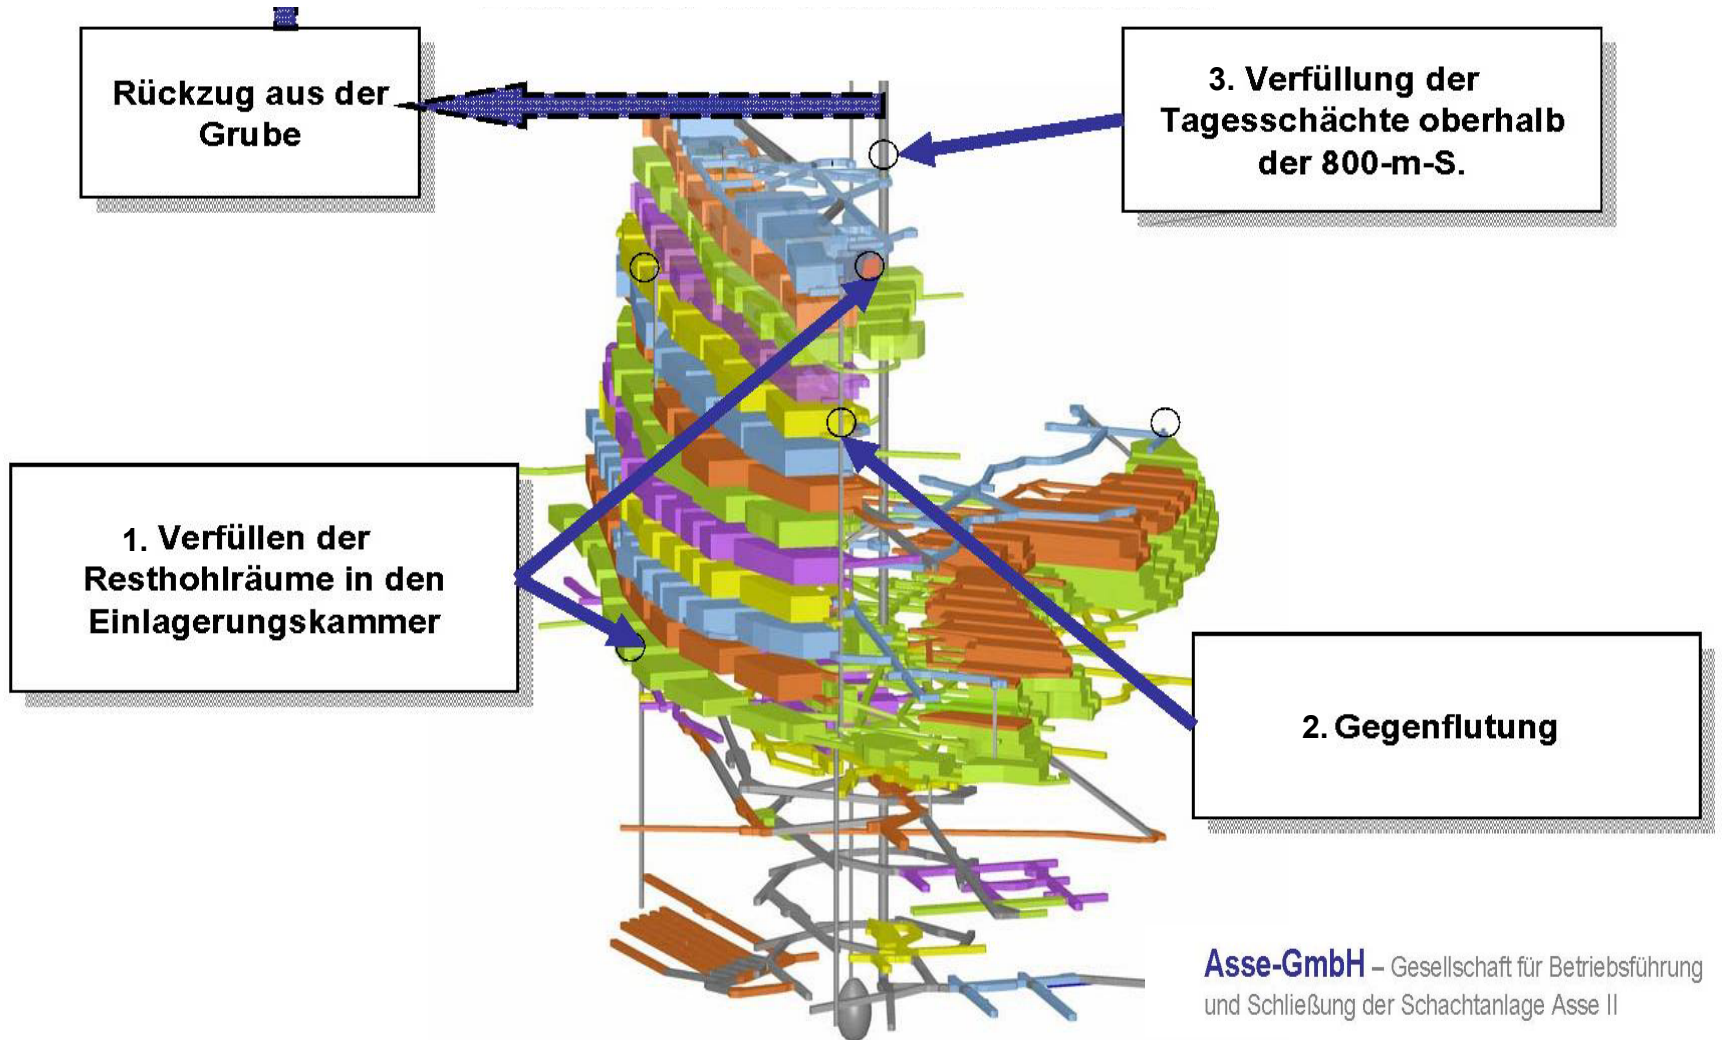 Rückzug aus der
Grube
3. Verfüllung der
Tagesschächte oberhalb
der 800-m-S.
1. Verfüllen der
Resthohlräume in den
Einlagerungskammer
2. Gegenflutung
Asse-GmbH – Gesellschaft für Betriebsführung
und Schließung der Schachtanlage Asse II